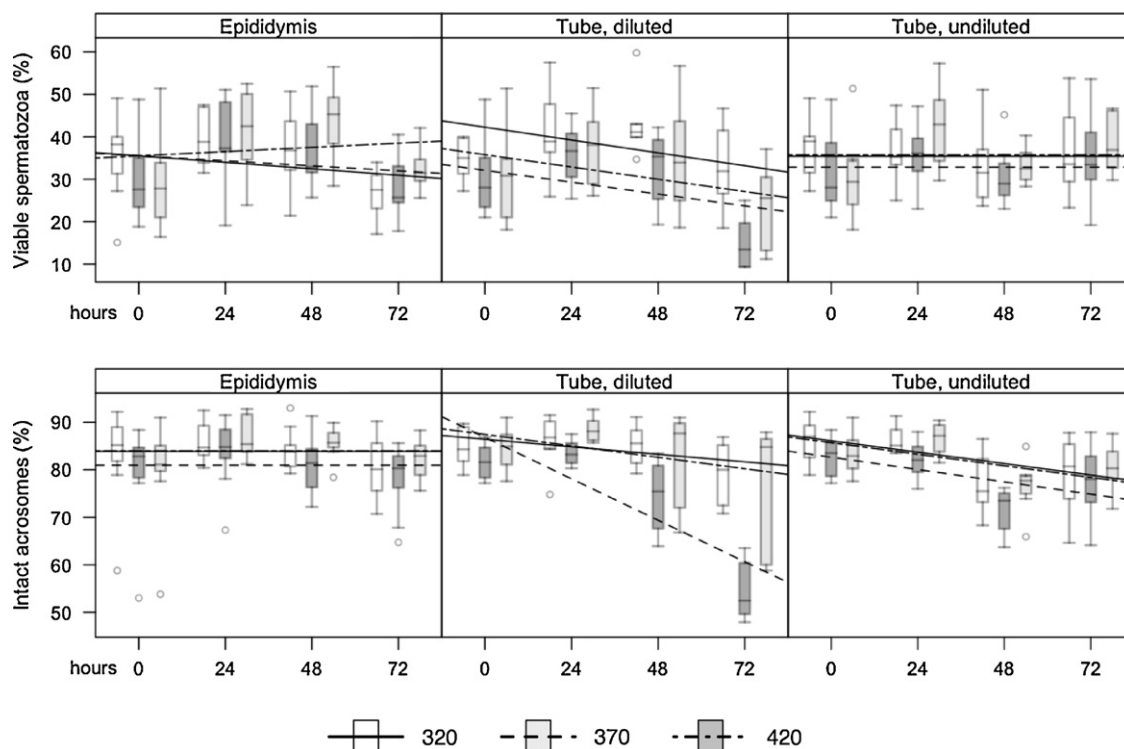 Epididymis Tube, diluted Tube, undiluted
Viable spermatoztoa (%)
60
50
40
30
20
10
hours 0 24 48 72 0 24 48 72 0 24 48 72
Epididymis Tube, diluted Tube, undiluted
Intact acrosomes (%)
90
80
70
60
50
hours 0 24 48 72 0 24 48 72 0 24 48 72
320 370 420